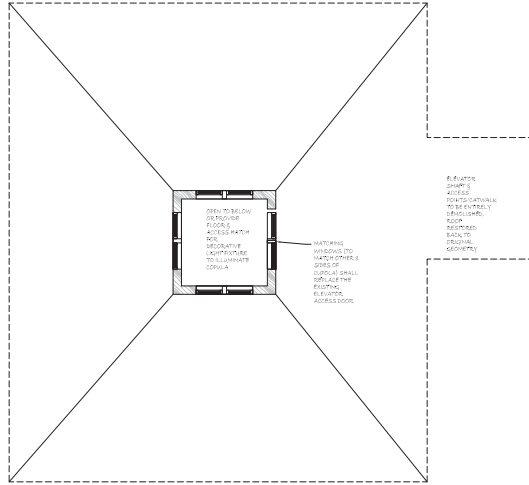 OPEN TO BELOW
OR PROVIDE
FLOOR &
ACCESS HATCH
FOR
DECORATIVE
LIGHT FIXTURE
TO ILLUMINATE
COPULA
MATCHING
WINDOWS (TO
MATCH OTHER 3
SIDES OF
CUPOLA) SHALL
REPLACE THE
EXISTING
ELEVATOR
ACCESS DOOR
ELEVATOR
SHAFT &
ACCESS
POINTS/CATWALK
TO BE ENTIRELY
DEMOLISHED,
ROOF
RESTORED
BACK TO
ORIGINAL
GEOMETRY